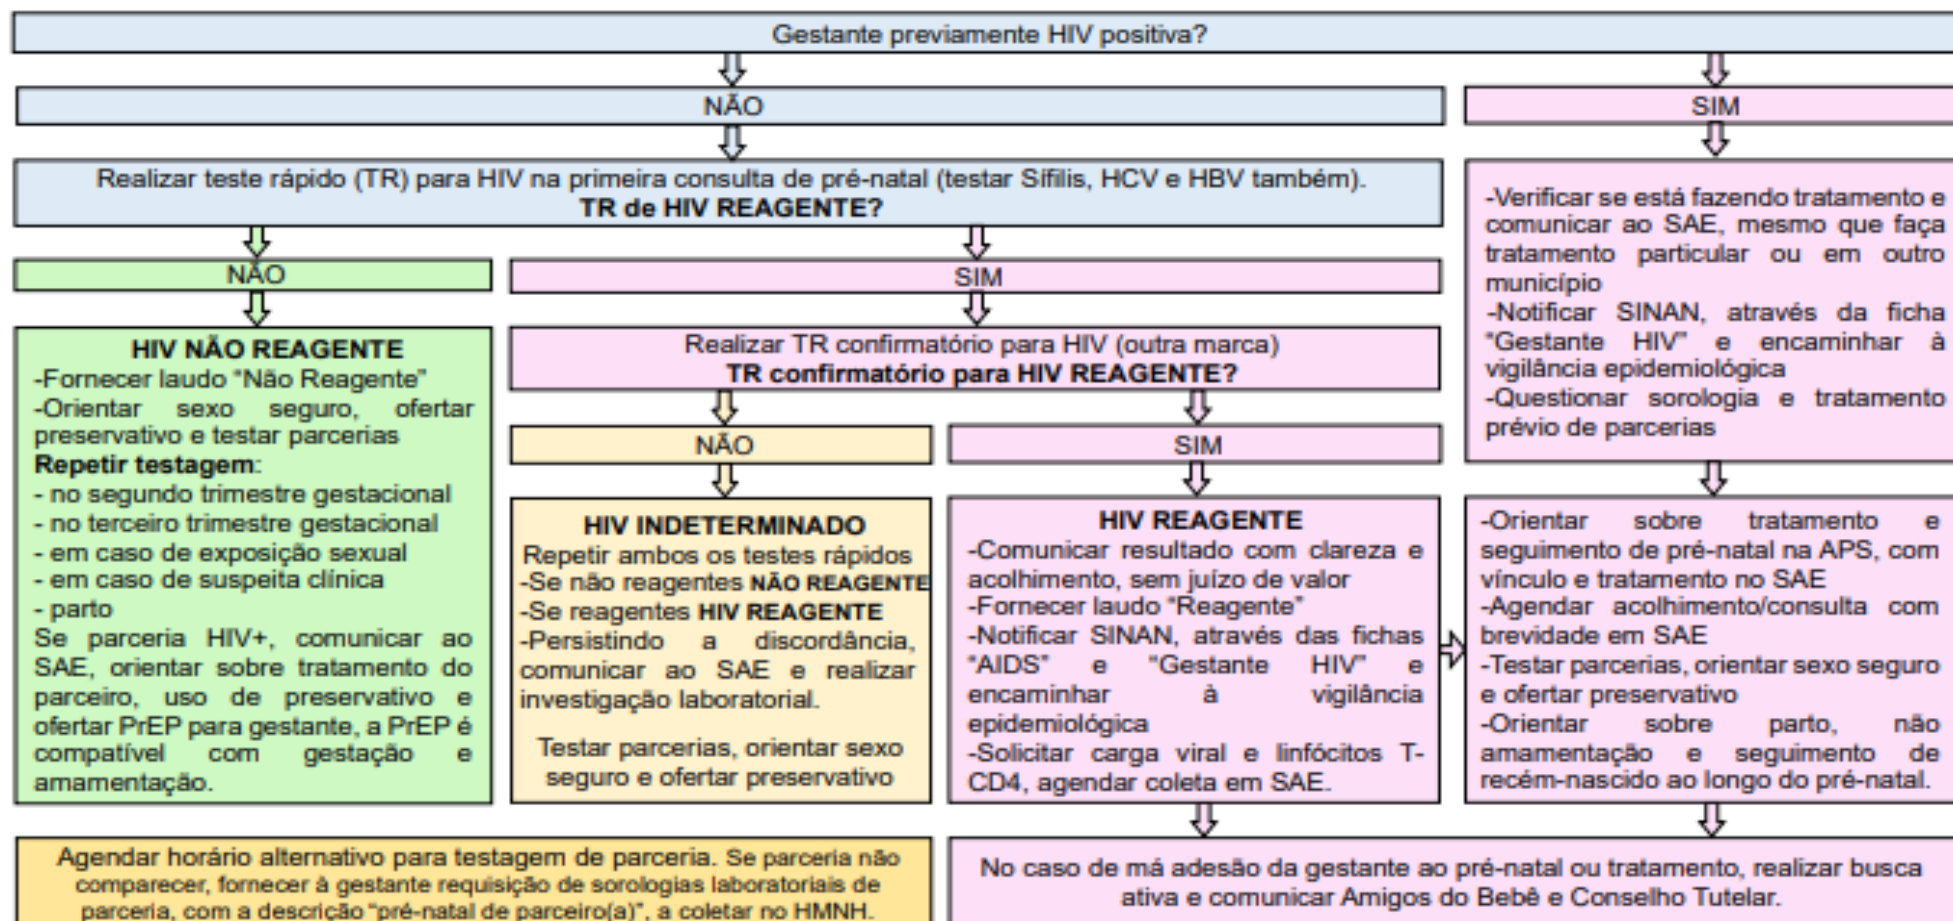 Gestante previamente HIV positiva?
NÃO
SIM
Realizar teste rápido (TR) para HIV na primeira consulta de pré-natal (testar Sífilis, HCV e HBV também).
TR de HIV REAGENTE?
NÃO
SIM
HIV NÃO REAGENTE
-Fornecer laudo “Não Reagente”
-Orientar sexo seguro, ofertar
preservativo e testar parcerias
Repetir testagem:
- no segundo trimestre gestacional
- no terceiro trimestre gestacional
- em caso de exposição sexual
- em caso de suspeita clínica
- parto
Se parceria HIV+, comunicar ao
SAE, orientar sobre tratamento do
parceiro, uso de preservativo e
ofertar PrEP para gestante, a PrEP é
compatível com gestação e
amamentação.
Realizar TR confirmatório para HIV (outra marca)
TR confirmatório para HIV REAGENTE?
NÃO
SIM
HIV INDETERMINADO
Repetir ambos os testes rápidos
-Se não reagentes NÃO REAGENTE
-Se reagentes HIV REAGENTE
-Persistindo a discordância,
comunicar ao SAE e realizar
investigação laboratorial.
Testar parcerias, orientar sexo
seguro e ofertar preservativo
HIV REAGENTE
-Comunicar resultado com clareza e
acolhimento, sem juízo de valor
-Fornecer laudo “Reagente”
-Notificar SINAN, através das fichas
“AIDS” e “Gestante HIV” e
encaminhar à vigilância
epidemiológica
-Solicitar carga viral e linfócitos T-
CD4, agendar coleta em SAE.
-Verificar se está fazendo tratamento e
comunicar ao SAE, mesmo que faça
tratamento particular ou em outro
município
-Notificar SINAN, através da ficha
“Gestante HIV” e encaminhar à
vigilância epidemiológica
-Questionar sorologia e tratamento
prévio de parcerias
-Orientar sobre tratamento e
seguimento de pré-natal na APS, com
vínculo e tratamento no SAE
-Agendar acolhimento/consulta com
brevidade em SAE
-Testar parcerias, orientar sexo seguro
e ofertar preservativo
-Orientar sobre parto, não
amamentação e seguimento de
recém-nascido ao longo do pré-natal.
Agendar horário alternativo para testagem de parceria. Se parceria não
comparecer, fornecer à gestante requisição de sorologias laboratoriais de
parceria, com a descrição “pré-natal de parceiro(a)”, a coletar no HMNH.
No caso de má adesão da gestante ao pré-natal ou tratamento, realizar busca
ativa e comunicar Amigos do Bebê e Conselho Tutelar.